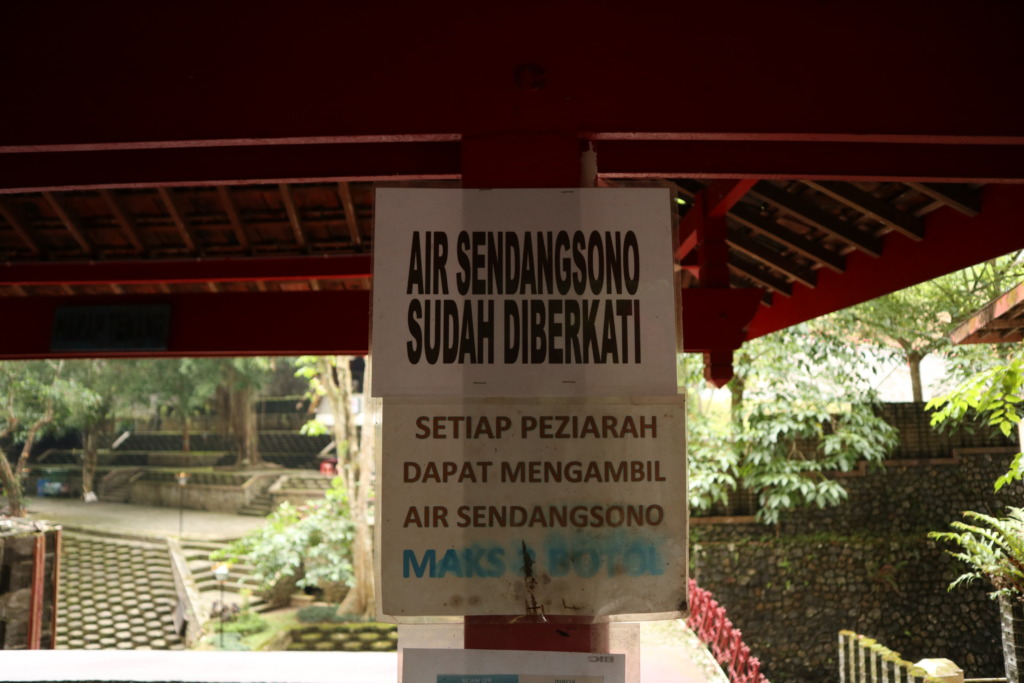 AIR SENDANGSONO
SUDAH DIBERKATI
SETIAP PEZIARAH
DAPAT MENGAMBIL
AIR SENDANGSONO
MAKS BOTOL